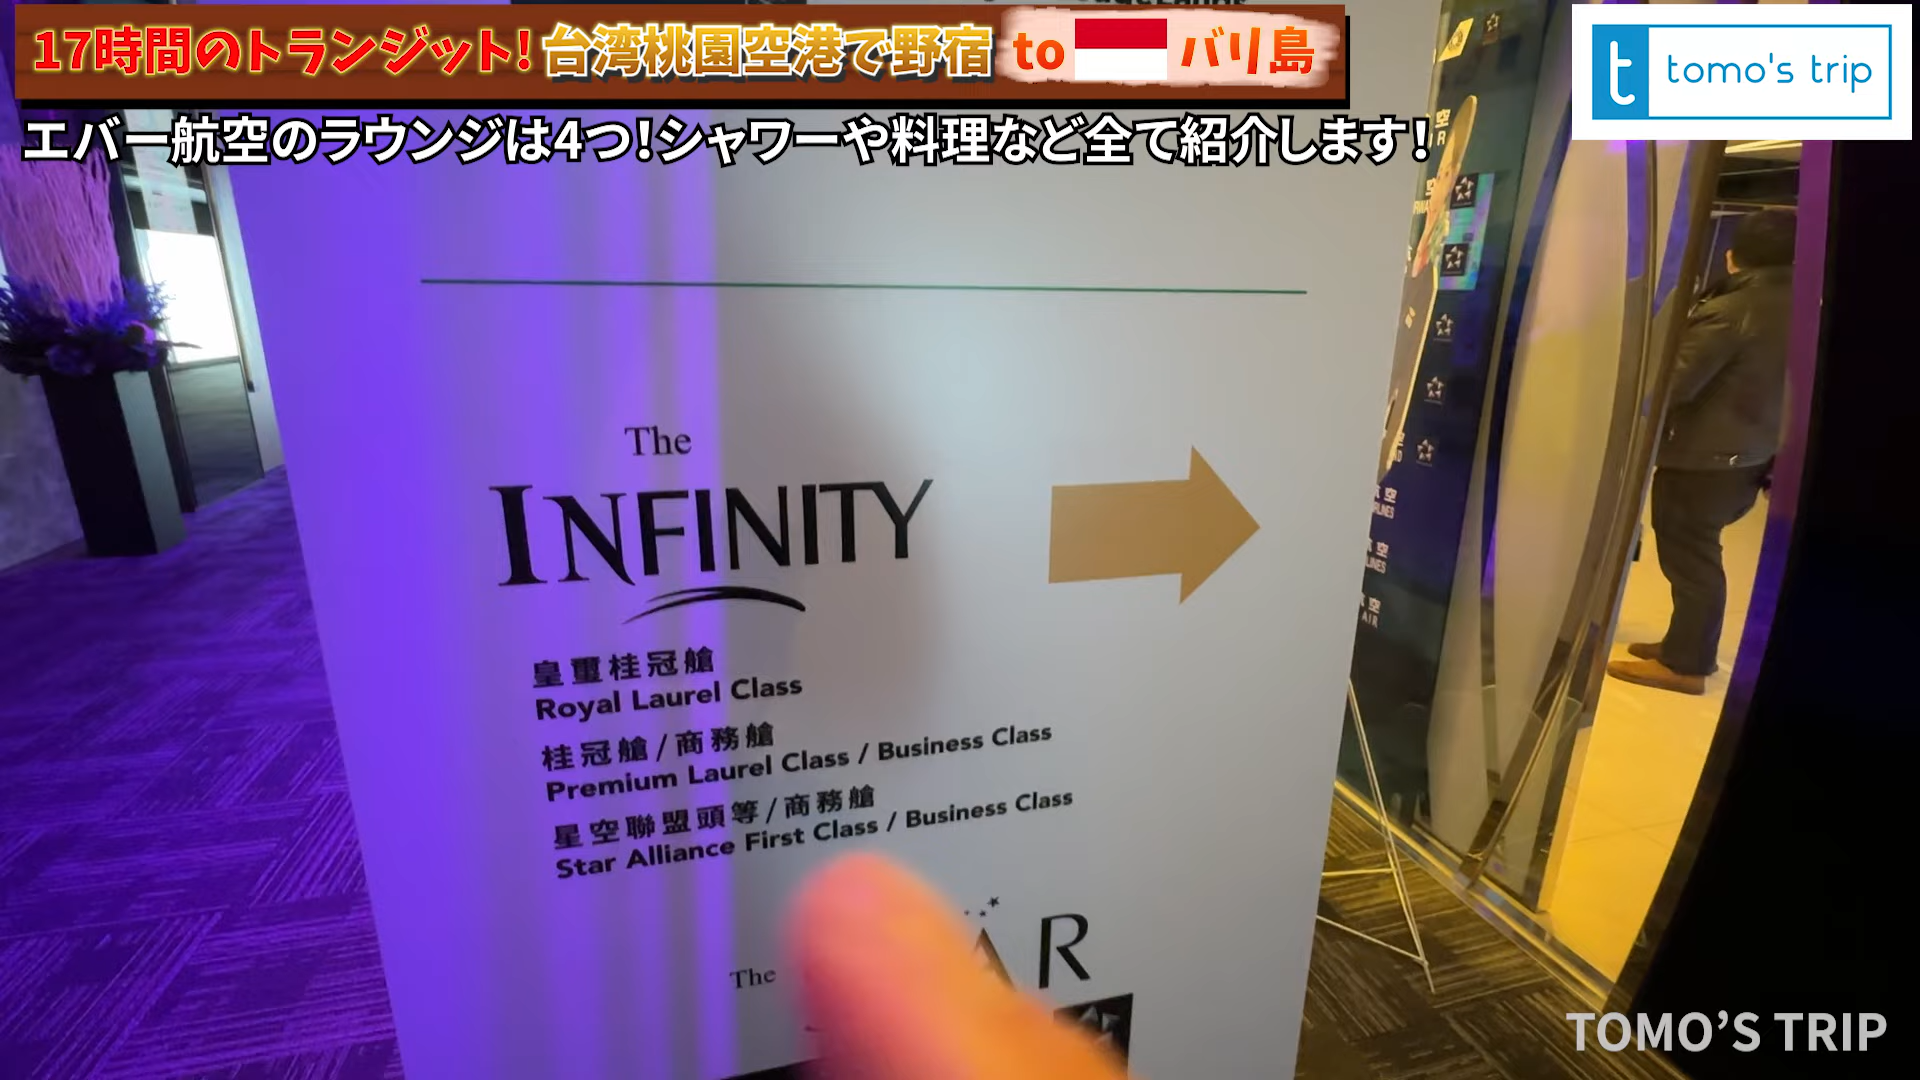 17時間のトランジット!台湾桃園空港で野宿 to バリ島
t tomo's trip
エバー航空のラウンジは4つ!シャワーや料理など全て紹介します!
The
INFINITY
皇璽桂冠艙
Royal Laurel Class
桂冠艙/商務艙
Premium Laurel Class / Business Class
星空聯盟頭等/商務艙
Star Alliance First Class / Business Class
The
TOMO'S TRIP